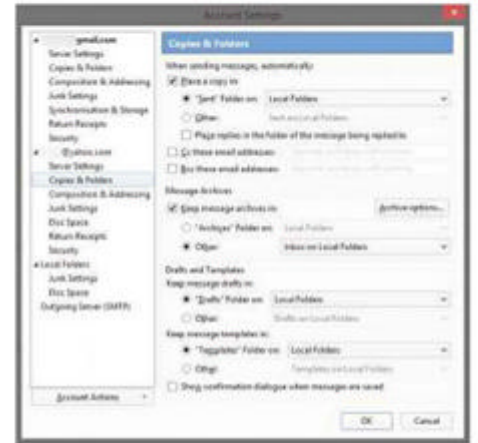 Account Settings
gmail.com
Server Settings
Copies & Folders
Composition & Addressing
Junk Settings
Synchronisation & Storage
Return Receipts
Security
@yahoo.com
Server Settings
Copies & Folders
Composition & Addressing
Junk Settings
Disc Space
Return Receipts
Security
Local Folders
Junk Settings
Disc Space
Outgoing Server (SMTP)
Account Actions
Copies & Folders
When sending messages, automatically:
Place a copy in:
"Sent" Folder on: Local Folders
Other: Sent on Local Folders
Place replies in the folder of the message being replied to
Cc these email addresses:
Bcc these email addresses:
Message Archives
Keep message archives in: Archive options...
"Archives" Folder on: Local Folders
Other: Inbox on Local Folders
Drafts and Templates
Keep message drafts in:
"Drafts" Folder on: Local Folders
Other: Drafts on Local Folders
Keep message templates in:
"Templates" Folder on: Local Folders
Other: Templates on Local Folders
Show confirmation dialogue when messages are saved
OK Cancel